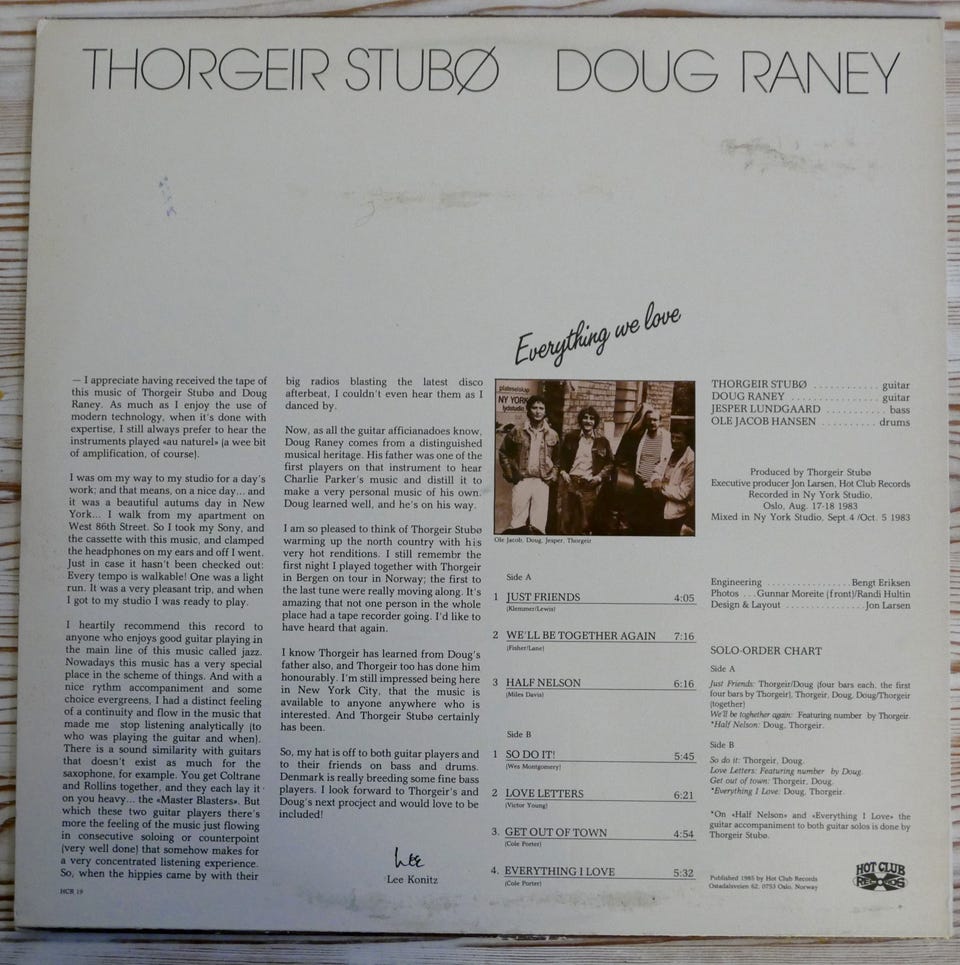 THORGEIR STUBØ DOUG RANEY
Everything we love
— I appreciate having received the tape of
this music of Thorgeir Stubø and Doug
Raney. As much as I enjoy the use of
modern technology, when it's done with
expertise, I still always prefer to hear the
instruments played «au naturel» (a wee bit
of amplification, of course).
I was om my way to my studio for a day's
work; and that means, on a nice day... and
it was a beautiful autums day in New
York... I walk from my apartment on
West 86th Street. So I took my Sony, and
the cassette with this music, and clamped
the headphones on my ears and off I went.
Just in case it hasn't been checked out:
Every tempo is walkable! One was a light
run. It was a very pleasant trip, and when
I got to my studio I was ready to play.
I heartily recommend this record to
anyone who enjoys good guitar playing in
the main line of this music called jazz.
Nowadays this music has a very special
place in the scheme of things. And with a
nice rythm accompaniment and some
choice evergreens, I had a distinct feeling
of a continuity and flow in the music that
made me stop listening analytically (to
who was playing the guitar and when).
There is a sound similarity with guitars
that doesn't exist as much for the
saxophone, for example. You get Coltrane
and Rollins together, and they each lay it
on you heavy... the «Master Blasters». But
which these two guitar players there's
more the feeling of the music just flowing
in consecutive soloing or counterpoint
(very well done) that somehow makes for
a very concentrated listening experience.
So, when the hippies came by with their
HCR 19
big radios blasting the latest disco
afterbeat, I couldn't even hear them as I
danced by.
Now, as all the guitar afficianadoes know,
Doug Raney comes from a distinguished
musical heritage. His father was one of the
first players on that instrument to hear
Charlie Parker's music and distill it to
make a very personal music of his own.
Doug learned well, and he's on his way.
I am so pleased to think of Thorgeir Stubø
warming up the north country with his
very hot renditions. I still remembr the
first night I played together with Thorgeir
in Bergen on tour in Norway; the first to
the last tune were really moving along. It's
amazing that not one person in the whole
place had a tape recorder going. I'd like to
have heard that again.
I know Thorgeir has learned from Doug's
father also, and Thorgeir too has done him
honourably. I'm still impressed being here
in New York City, that the music is
available to anyone anywhere who is
interested. And Thorgeir Stubø certainly
has been.
So, my hat is off to both guitar players and
to their friends on bass and drums.
Denmark is really breeding some fine bass
players. I look forward to Thorgeir's and
Doug's next procject and would love to be
included!
Lee
Lee Konitz
plateselskap
NY YORK
lydstudio
Ole Jacob, Doug, Jesper, Thorgeir
Side A
1 JUST FRIENDS 4:05
(Klemmer/Lewis)
2 WE'LL BE TOGETHER AGAIN 7:16
(Fisher/Lane)
3 HALF NELSON 6:16
(Miles Davis)
Side B
1 SO DO IT! 5:45
(Wes Montgomery)
2 LOVE LETTERS 6:21
(Victor Young)
3. GET OUT OF TOWN 4:54
(Cole Porter)
4. EVERYTHING I LOVE 5:32
(Cole Porter)
THORGEIR STUBØ ........... guitar
DOUG RANEY ................ guitar
JESPER LUNDGAARD .......... bass
OLE JACOB HANSEN .......... drums
Produced by Thorgeir Stubø
Executive producer Jon Larsen, Hot Club Records
Recorded in Ny York Studio,
Oslo, Aug. 17-18 1983
Mixed in Ny York Studio, Sept.4 /Oct. 5 1983
Engineering ................ Bengt Eriksen
Photos ...Gunnar Moreite (front)/Randi Hultin
Design & Layout ............... Jon Larsen
SOLO-ORDER CHART
Side A
Just Friends: Thorgeir/Doug (four bars each, the first
four bars by Thorgeir), Thorgeir, Doug, Doug/Thorgeir
(together)
We'll be toghether again: Featuring number by Thorgeir.
*Half Nelson: Doug, Thorgeir.
Side B
So do it: Thorgeir, Doug.
Love Letters: Featuring number by Doug.
Get out of town: Thorgeir, Doug.
*Everything I Love: Doug, Thorgeir.
*On «Half Nelson» and «Everything I Love» the
guitar accompaniment to both guitar solos is done by
Thorgeir Stubø.
Published 1985 by Hot Club Records
Ostadalsveien 62, 0753 Oslo, Norway
HOT CLUB
RECORDS